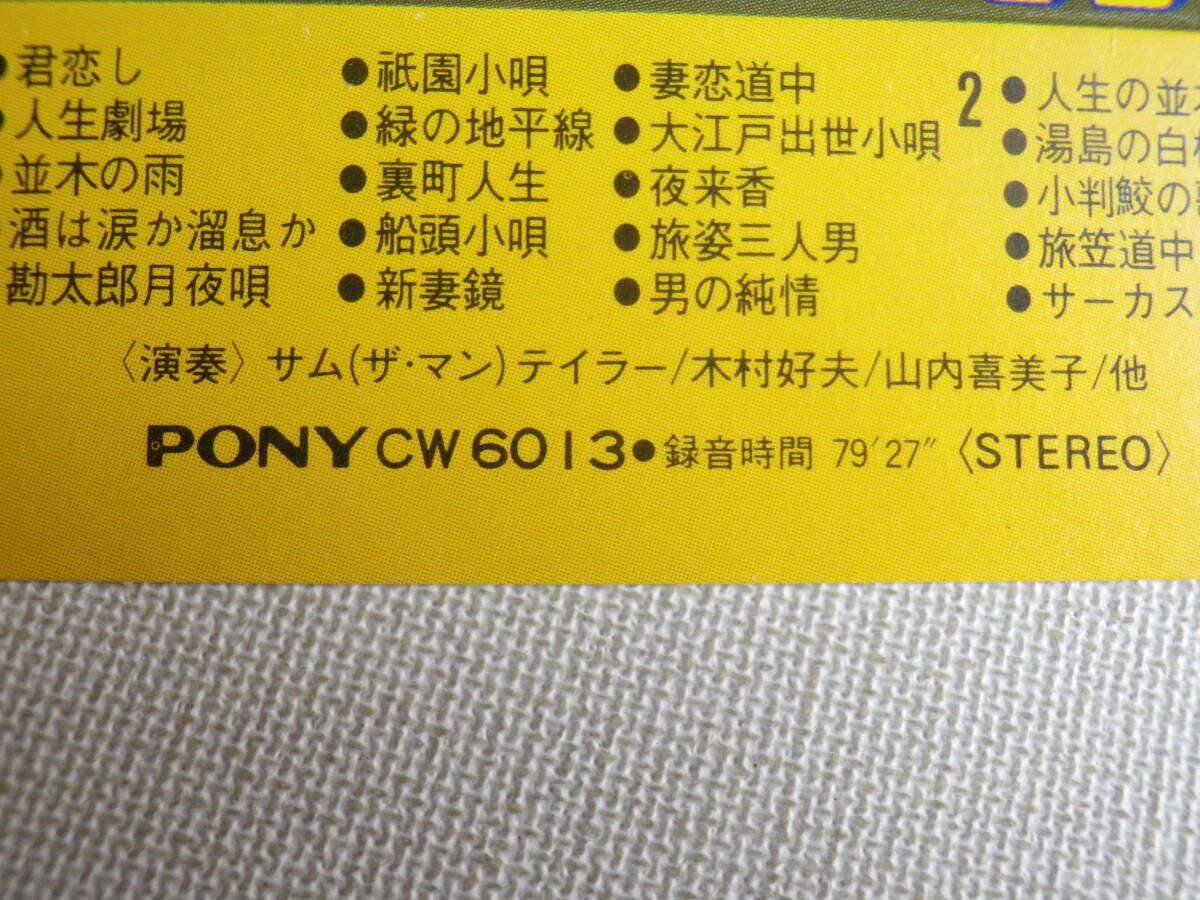 ●君恋し
●人生劇場
●並木の雨
●酒は涙か溜息か
勘太郎月夜唄
●祇園小唄
●緑の地平線
●裏町人生
●船頭小唄
●新妻鏡
●妻恋道中
●大江戸出世小唄
●夜来香
●旅姿三人男
●男の純情
2 ●人生の並
●湯島の白
●小判鮫の
●旅笠道中
●サーカス
〈演奏〉サム(ザ・マン)テイラー/木村好夫/山内喜美子/他
PONY CW6013●録音時間 79′27″〈STEREO〉